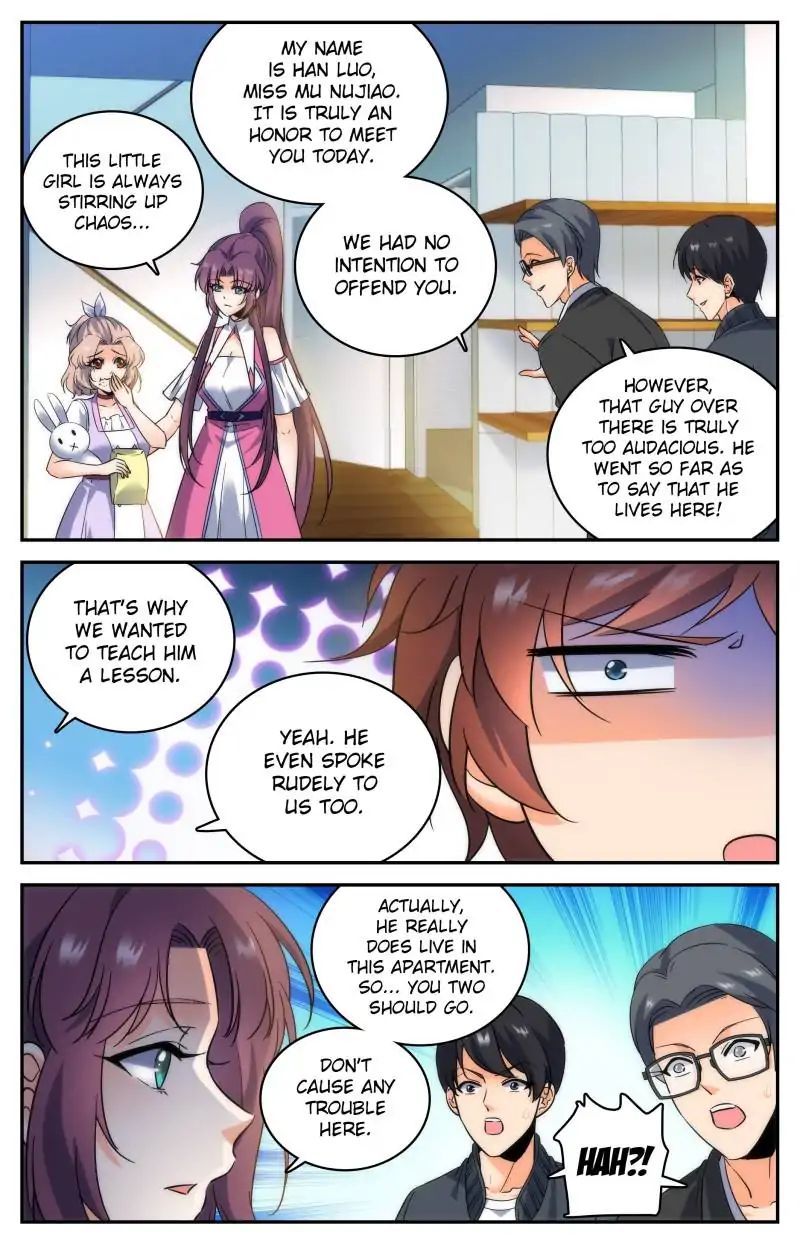 MY NAME
IS HAN LUO,
MISS MU NUJIAO.
IT IS TRULY AN
HONOR TO MEET
YOU TODAY.
THIS LITTLE
GIRL IS ALWAYS
STIRRING UP
CHAOS...
WE HAD NO
INTENTION TO
OFFEND YOU.
HOWEVER,
THAT GUY OVER
THERE IS TRULY
TOO AUDACIOUS. HE
WENT SO FAR AS
TO SAY THAT HE
LIVES HERE!
THAT'S WHY
WE WANTED
TO TEACH HIM
A LESSON.
YEAH. HE
EVEN SPOKE
RUDELY TO
US TOO.
ACTUALLY,
HE REALLY
DOES LIVE IN
THIS APARTMENT.
SO... YOU TWO
SHOULD GO.
DON'T
CAUSE ANY
TROUBLE
HERE.
HAH?!